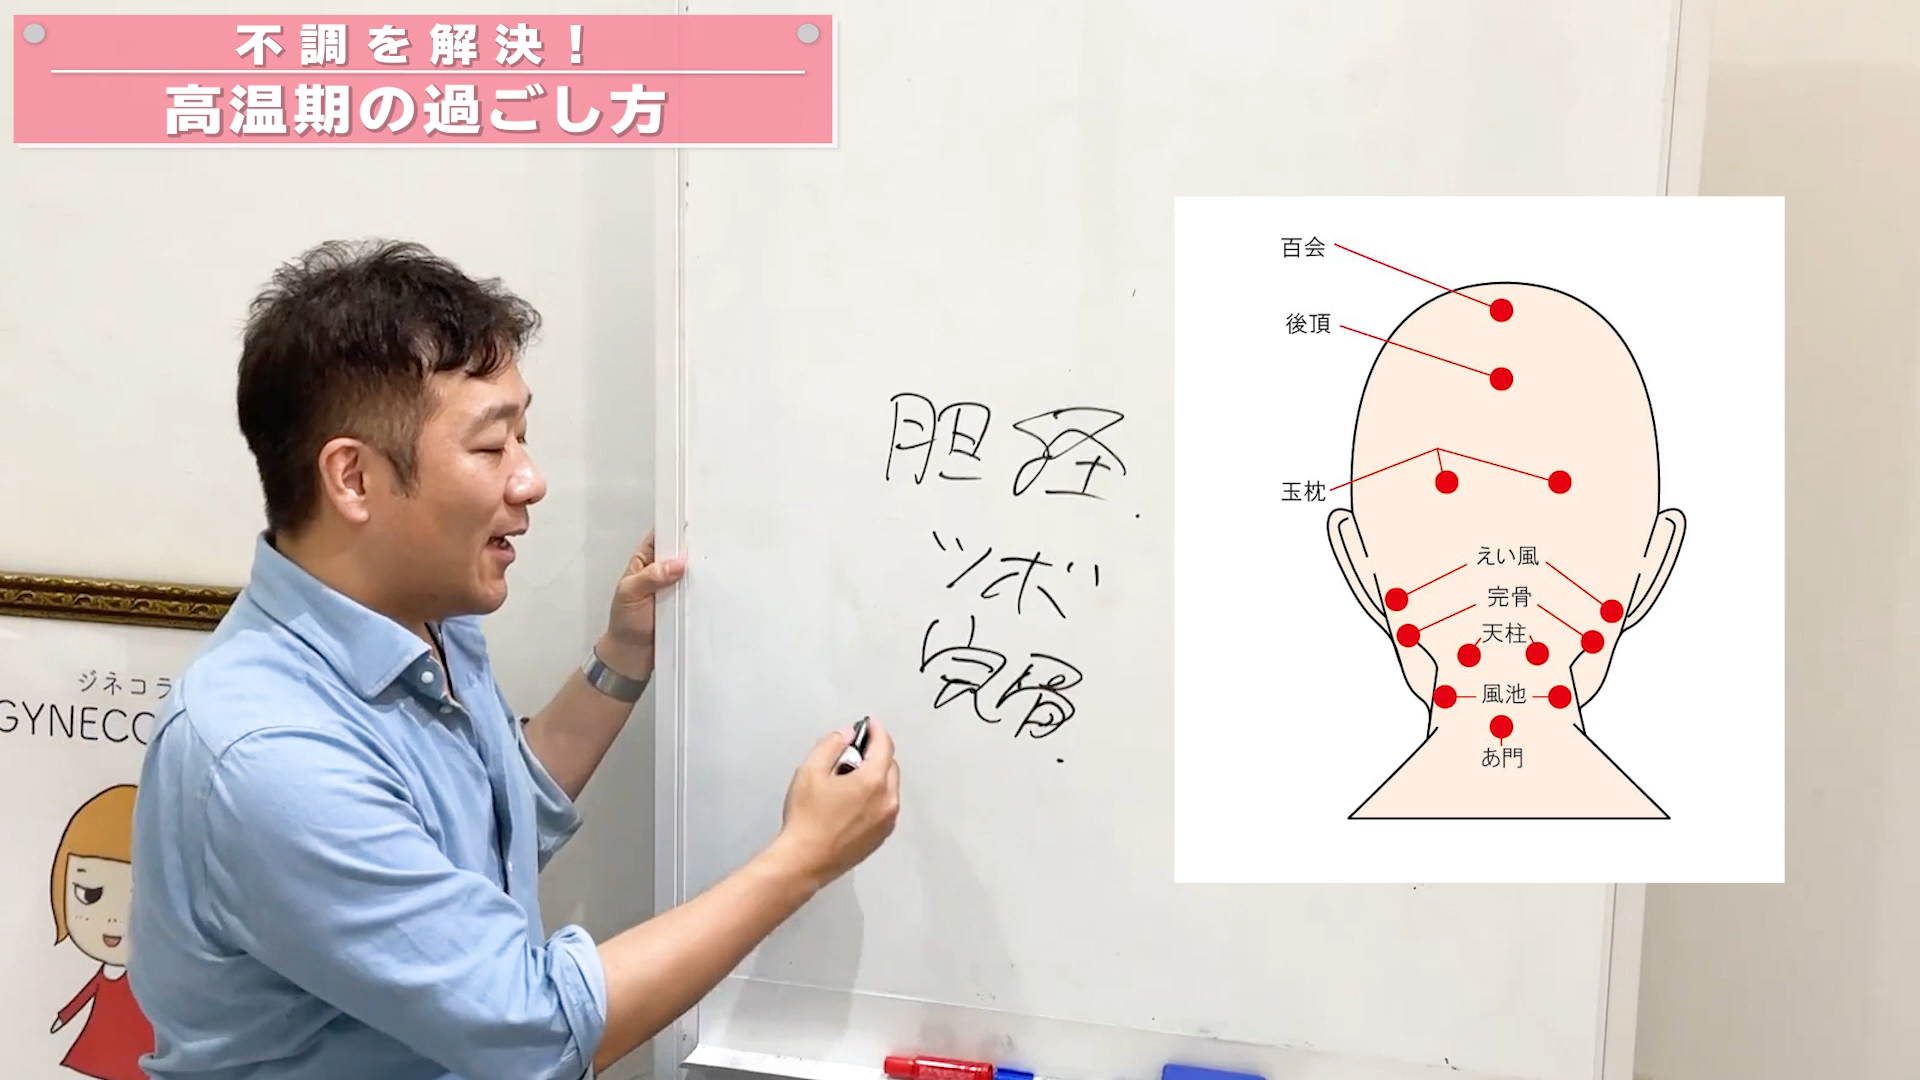 不調を解決！
高温期の過ごし方
胆経
ツボ
完骨
百会
後頂
玉枕
えい風
完骨
天柱
風池
あ門
ジネコ
GYNECO